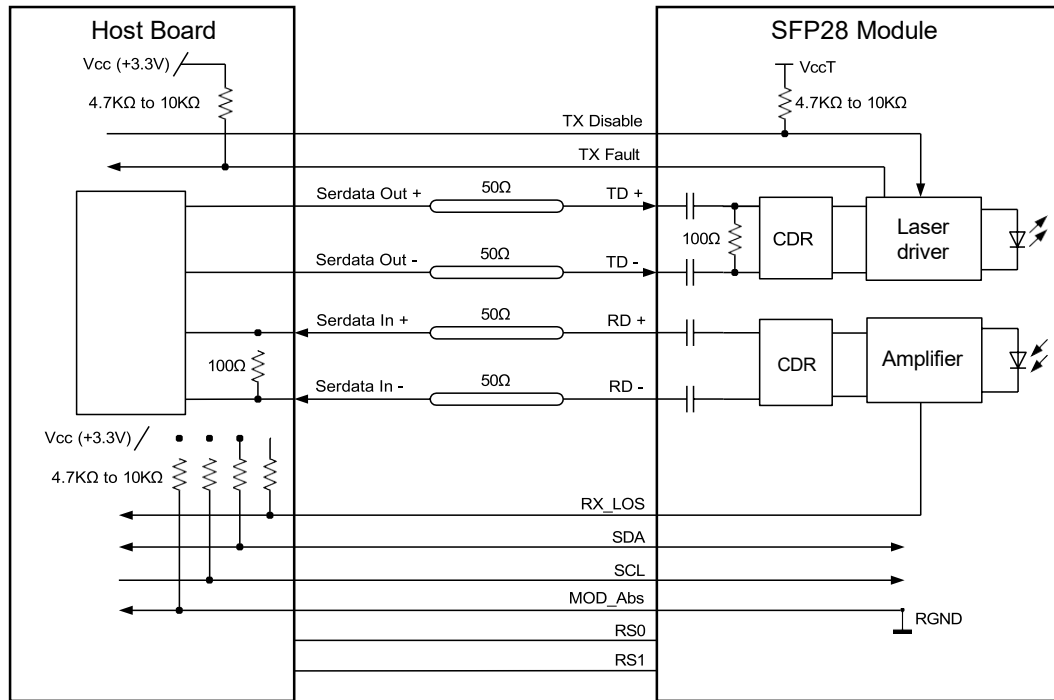 Host Board
SFP28 Module
Vcc (+3.3V)
VccT
4.7KΩ to 10KΩ
4.7KΩ to 10KΩ
TX Disable
TX Fault
Serdata Out +
50Ω
TD +
100Ω
CDR
Laser
driver
Serdata Out -
50Ω
TD -
Serdata In +
50Ω
RD +
100Ω
CDR
Amplifier
Serdata In -
50Ω
RD -
Vcc (+3.3V)
4.7KΩ to 10KΩ
RX_LOS
SDA
SCL
MOD_Abs
RGND
RS0
RS1